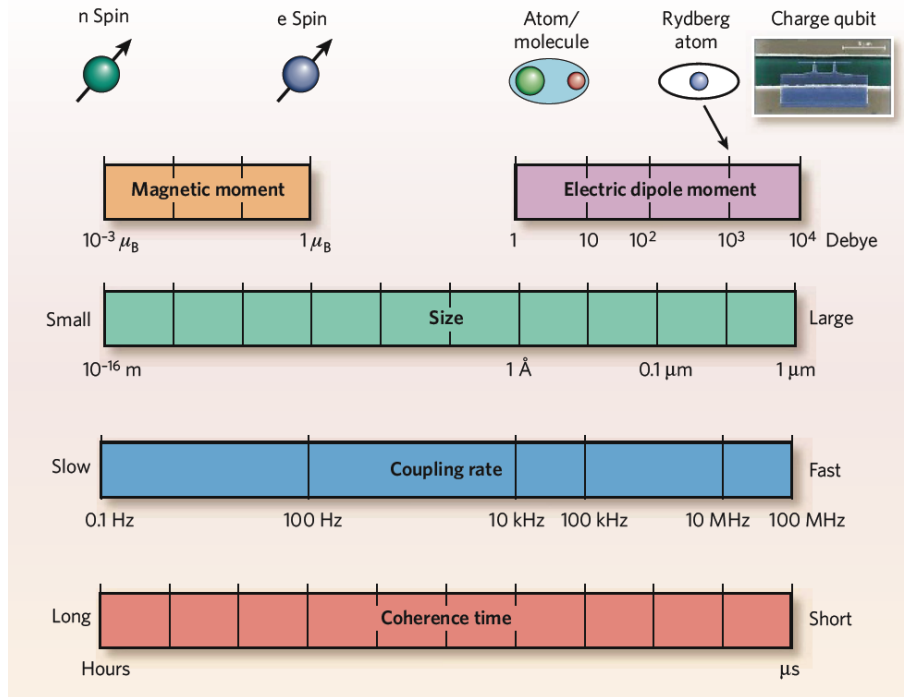 n Spin
e Spin
Atom/
molecule
Rydberg
atom
Charge qubit
Magnetic moment
10⁻³ μB
1 μB
Electric dipole moment
1
10
10²
10³
10⁴ Debye
Small
Size
Large
10⁻¹⁶ m
1 Å
0.1 μm
1 μm
Slow
Coupling rate
Fast
0.1 Hz
100 Hz
10 kHz
100 kHz
10 MHz
100 MHz
Long
Coherence time
Short
Hours
μs